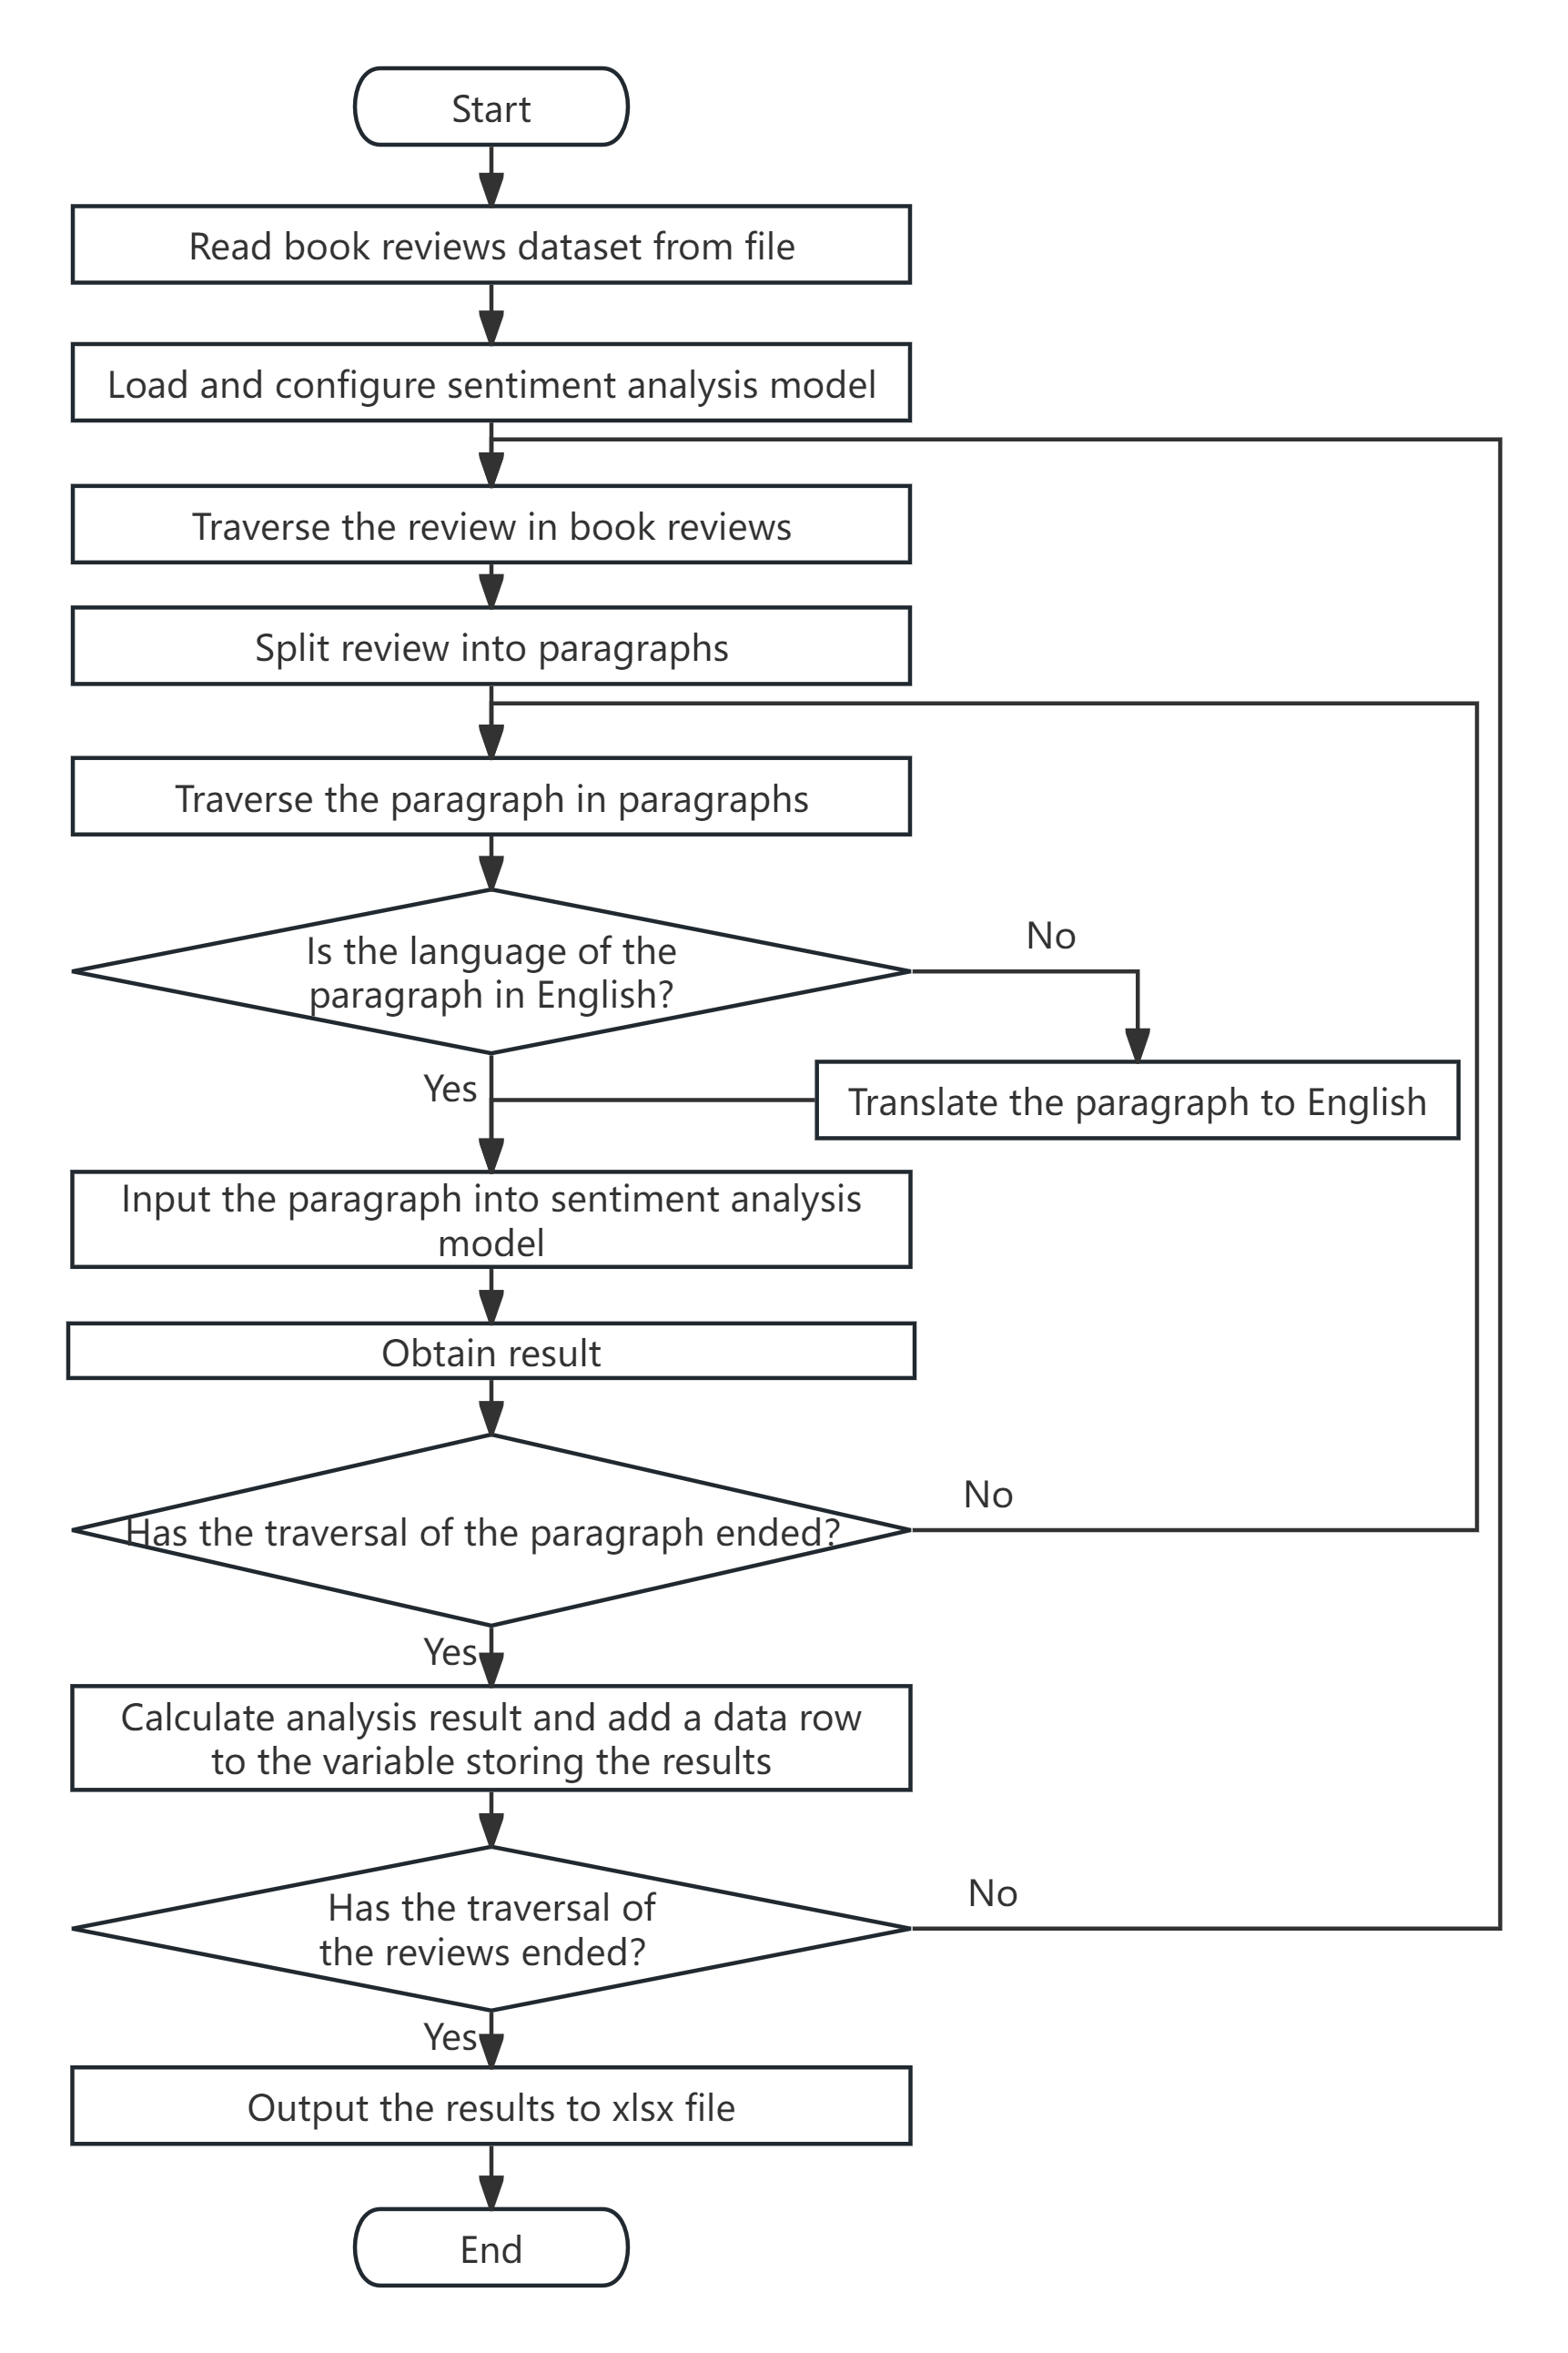 Start
Read book reviews dataset from file
Load and configure sentiment analysis model
Traverse the review in book reviews
Split review into paragraphs
Traverse the paragraph in paragraphs
Is the language of the
paragraph in English?
No
Yes
Translate the paragraph to English
Input the paragraph into sentiment analysis
model
Obtain result
Has the traversal of the paragraph ended?
No
Yes
Calculate analysis result and add a data row
to the variable storing the results
Has the traversal of
the reviews ended?
No
Yes
Output the results to xlsx file
End